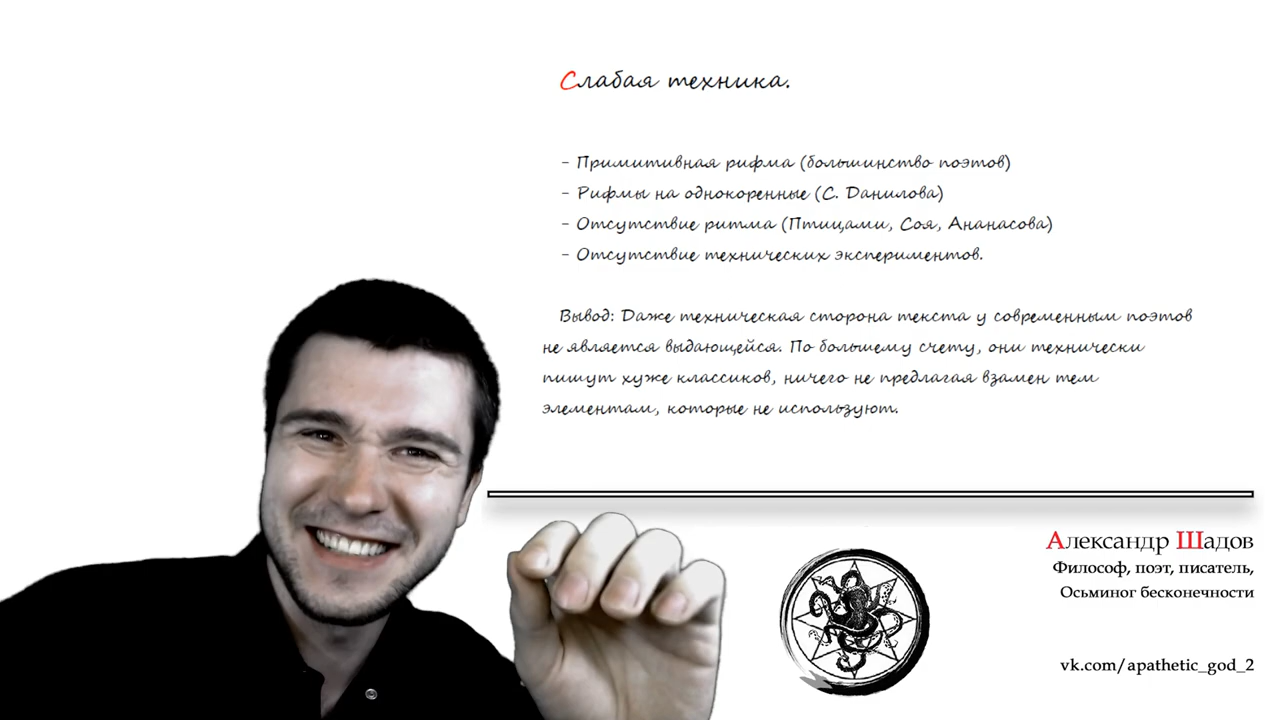 Слабая техника.
- Примитивная рифма (большинство поэтов)
- Рифмы на однокоренные (С. Данилова)
- Отсутствие ритма (Птицами, Соя, Ананасова)
- Отсутствие технических экспериментов.
Вывод: Даже техническая сторона текста у современным поэтов
не является выдающейся. По большему счету, они технически
пишут хуже классиков, ничего не предлагая взамен тем
элементам, которые не используют.
Александр Шадов
Философ, поэт, писатель,
Осьминог бесконечности
vk.com/apathetic_god_2